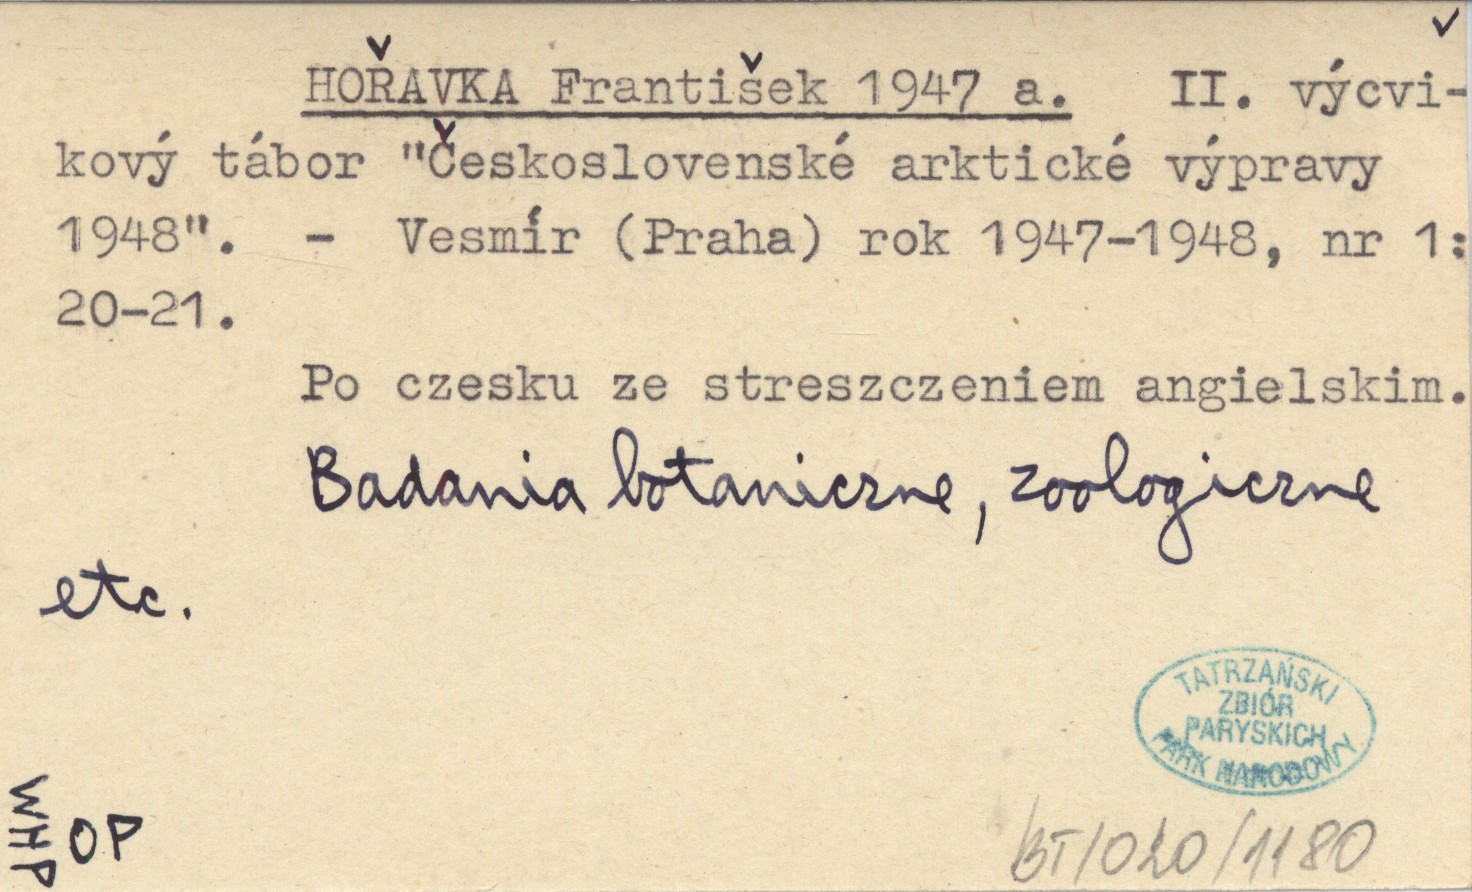 HOŘAVKA František 1947 a. II. výcvi-
kový tábor "Československé arktické výpravy
1948". - Vesmír (Praha) rok 1947-1948, nr 1:
20-21.
Po czesku ze streszczeniem angielskim.
Badania botaniczne, zoologiczne
etc.
TATRZAŃSKI
ZBIÓR
PARYSKICH
PARK NARODOWY
WHP
OP
BT/020/1180